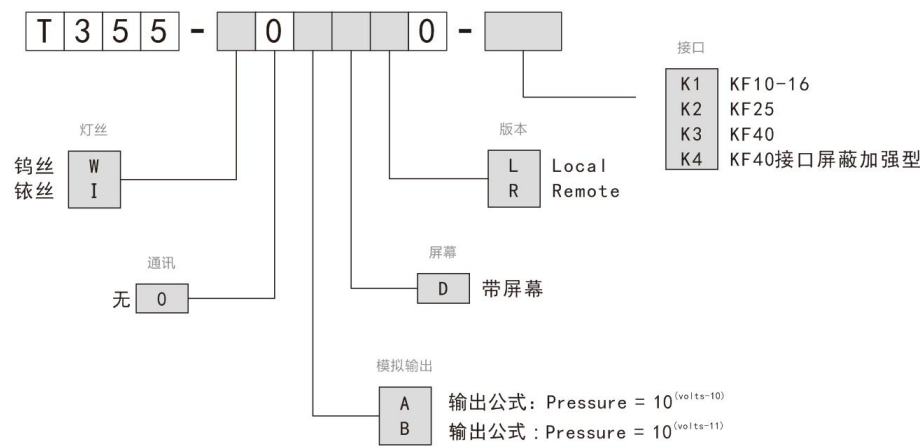 T355-0 0-
接口
K1 KF10-16
K2 KF25
K3 KF40
K4 KF40接口屏蔽加强型
灯丝
钨丝 W
铱丝 I
版本
L Local
R Remote
通讯
无 0
屏幕
D 带屏幕
模拟输出
A 输出公式：Pressure = 10^(volts-10)
B 输出公式：Pressure = 10^(volts-11)